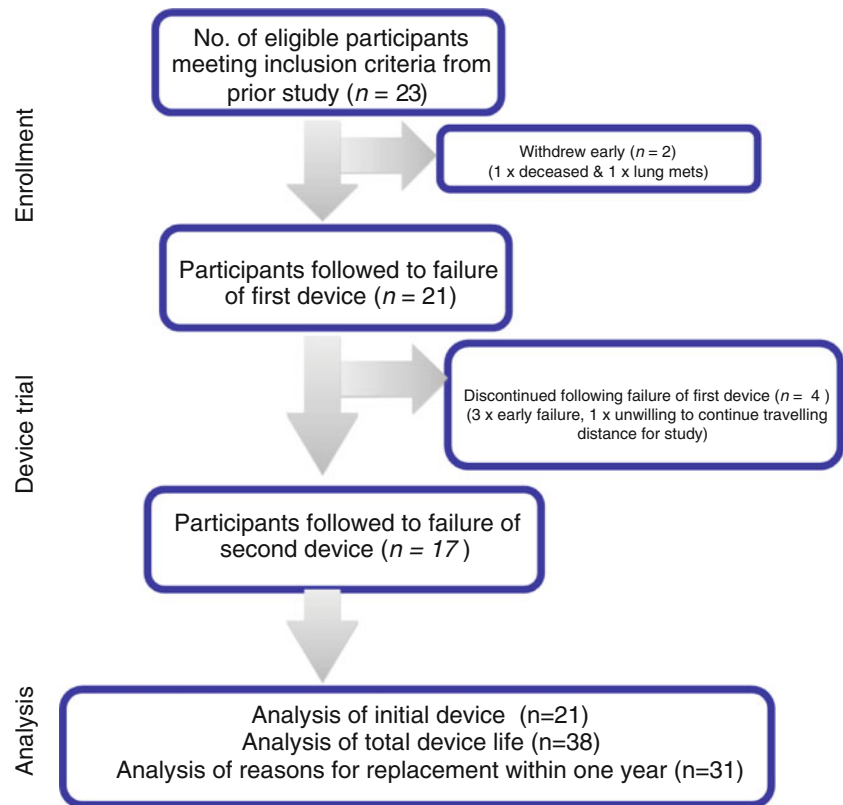 Enrollment
No. of eligible participants
meeting inclusion criteria from
prior study (n = 23)
Withdrew early (n = 2)
(1 x deceased & 1 x lung mets)
Participants followed to failure
of first device (n = 21)
Device trial
Discontinued following failure of first device (n = 4 )
(3 x early failure, 1 x unwilling to continue travelling
distance for study)
Participants followed to failure of
second device (n = 17 )
Analysis
Analysis of initial device (n=21)
Analysis of total device life (n=38)
Analysis of reasons for replacement within one year (n=31)